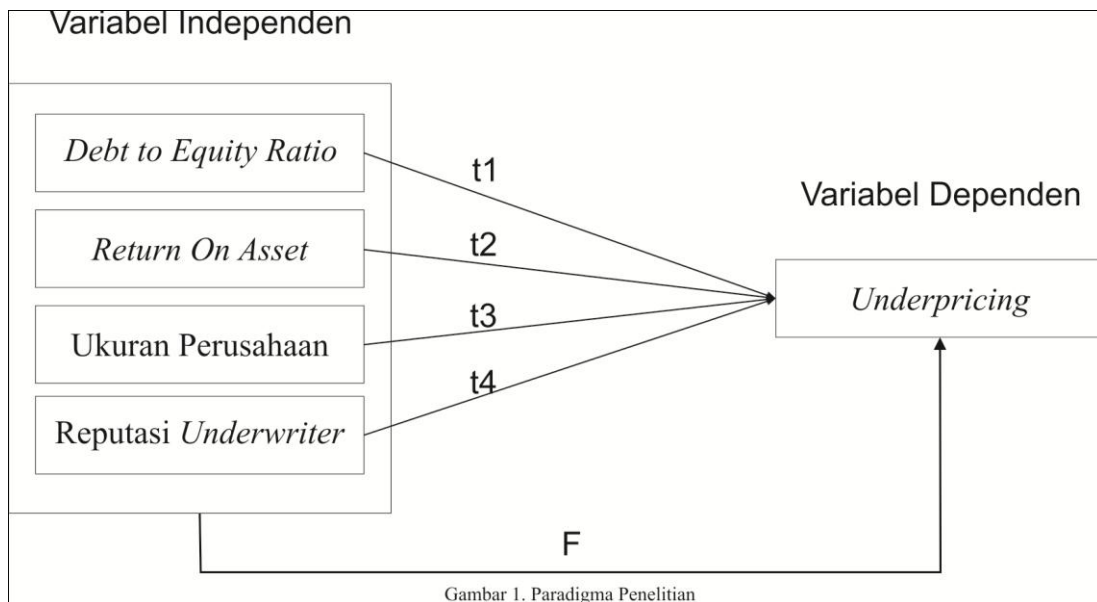 Variabel Independen
Debt to Equity Ratio
t1
Return On Asset
t2
Ukuran Perusahaan
t3
Reputasi Underwriter
t4
Variabel Dependen
Underpricing
F
Gambar 1. Paradigma Penelitian